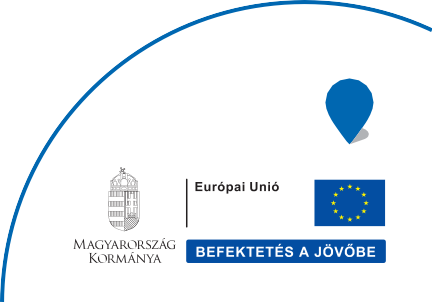 Európai Unió
MAGYARORSZÁG
KORMÁNYA
BEFEKTETÉS A JÖVŐBE